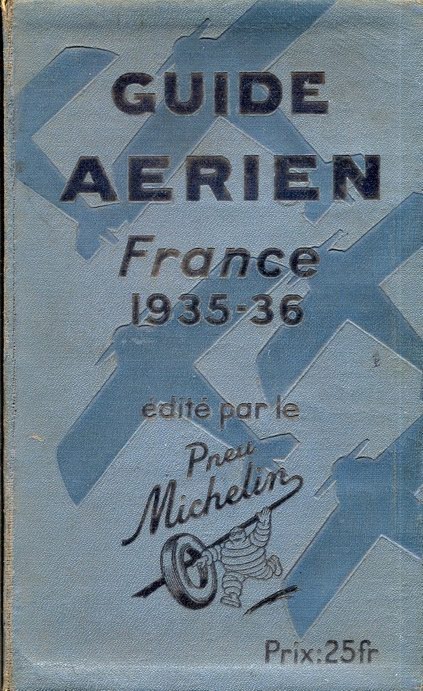 GUIDE
AERIEN
France
1935-36
édité par le
Pneu
Michelin
Prix:25fr